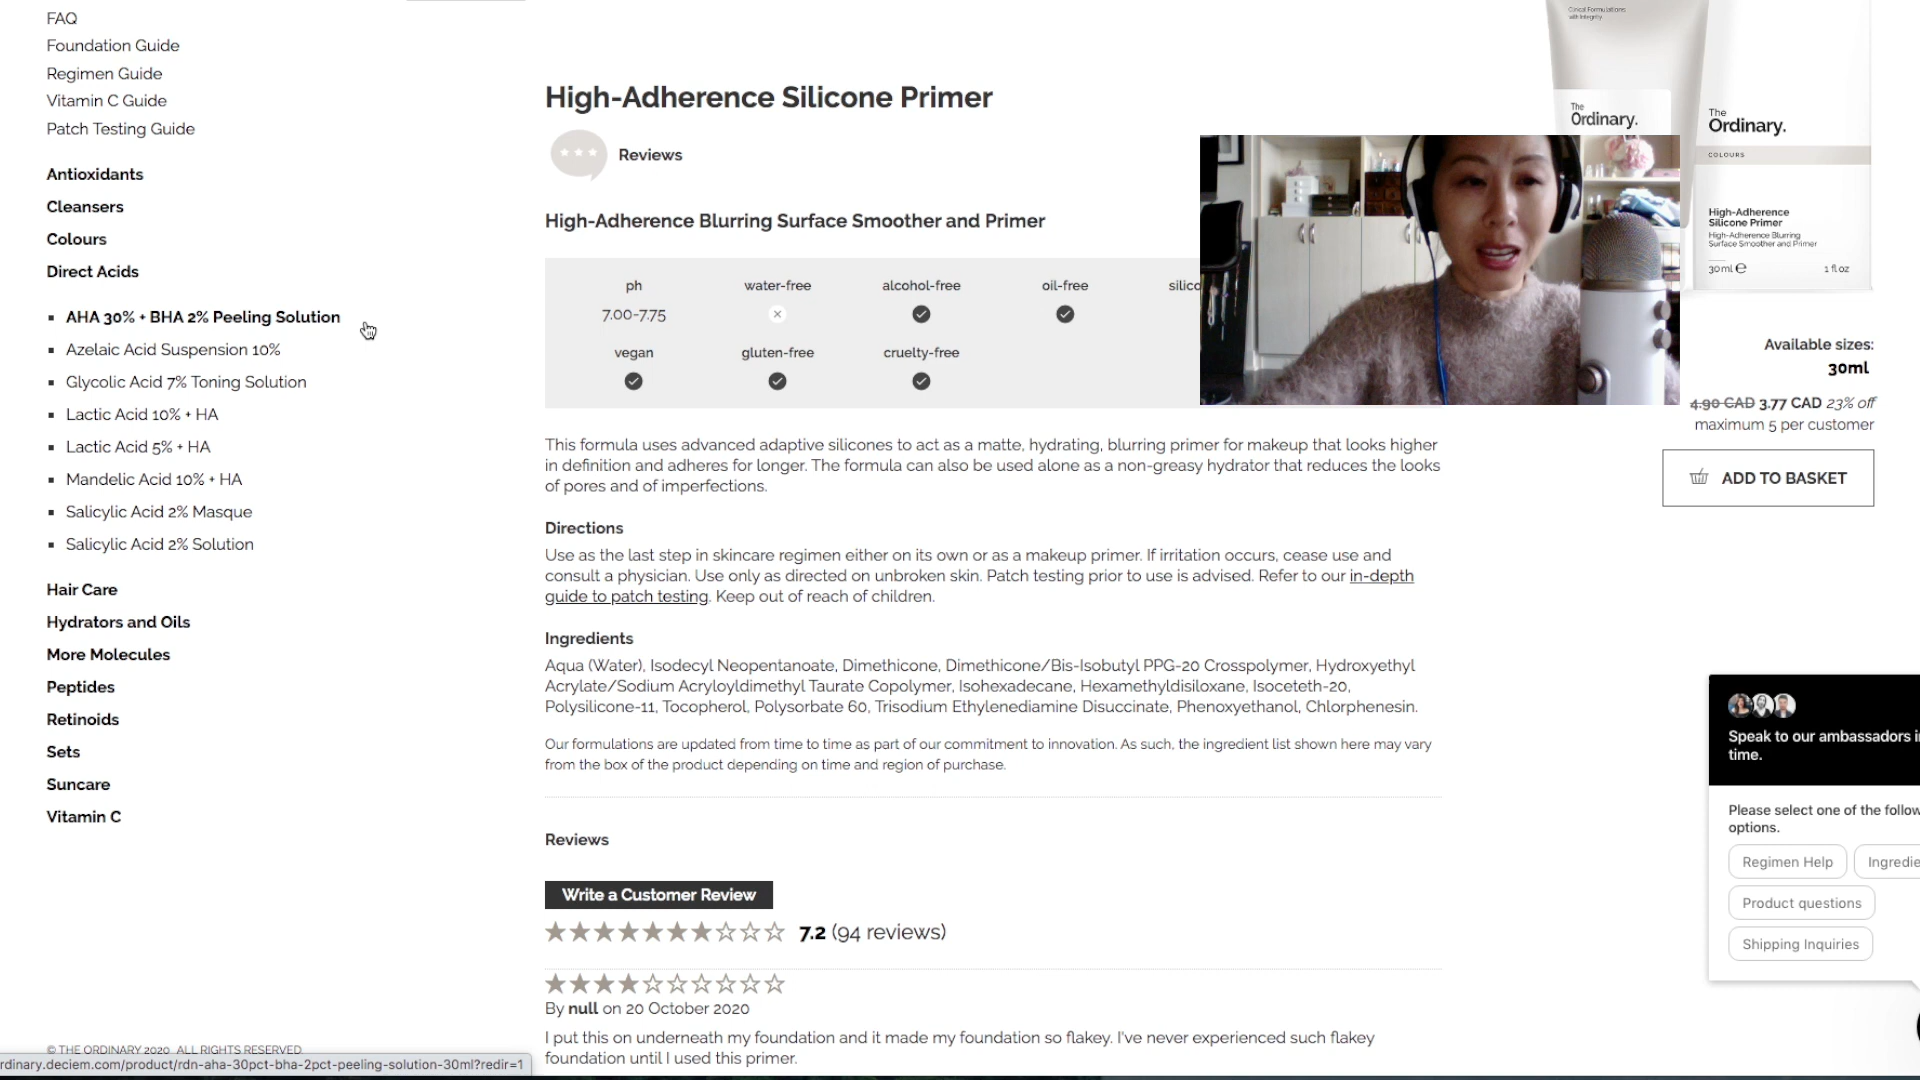 FAQ
Foundation Guide
Regimen Guide
Vitamin C Guide
Patch Testing Guide
Antioxidants
Cleansers
Colours
Direct Acids
AHA 30% + BHA 2% Peeling Solution
Azelaic Acid Suspension 10%
Glycolic Acid 7% Toning Solution
Lactic Acid 10% + HA
Lactic Acid 5% + HA
Mandelic Acid 10% + HA
Salicylic Acid 2% Masque
Salicylic Acid 2% Solution
Hair Care
Hydrators and Oils
More Molecules
Peptides
Retinoids
Sets
Suncare
Vitamin C
© THE ORDINARY 2020 ALL RIGHTS RESERVED
rdinary.deciem.com/product/rdn-aha-30pct-bha-2pct-peeling-solution-30ml?redir=1
High-Adherence Silicone Primer
Reviews
High-Adherence Blurring Surface Smoother and Primer
ph water-free alcohol-free oil-free silico
7.00-7.75
vegan gluten-free cruelty-free
This formula uses advanced adaptive silicones to act as a matte, hydrating, blurring primer for makeup that looks higher
in definition and adheres for longer. The formula can also be used alone as a non-greasy hydrator that reduces the looks
of pores and of imperfections.
Directions
Use as the last step in skincare regimen either on its own or as a makeup primer. If irritation occurs, cease use and
consult a physician. Use only as directed on unbroken skin. Patch testing prior to use is advised. Refer to our in-depth
guide to patch testing. Keep out of reach of children.
Ingredients
Aqua (Water), Isodecyl Neopentanoate, Dimethicone, Dimethicone/Bis-Isobutyl PPG-20 Crosspolymer, Hydroxyethyl
Acrylate/Sodium Acryloyldimethyl Taurate Copolymer, Isohexadecane, Hexamethyldisiloxane, Isoceteth-20,
Polysilicone-11, Tocopherol, Polysorbate 60, Trisodium Ethylenediamine Disuccinate, Phenoxyethanol, Chlorphenesin.
Our formulations are updated from time to time as part of our commitment to innovation. As such, the ingredient list shown here may vary
from the box of the product depending on time and region of purchase.
Reviews
Write a Customer Review
7.2 (94 reviews)
By null on 20 October 2020
I put this on underneath my foundation and it made my foundation so flakey. I've never experienced such flakey
foundation until I used this primer.
Clinical Formulations
with Integrity.
The
Ordinary.
The
Ordinary.
COLOURS
High-Adherence
Silicone Primer
High-Adherence Blurring
Surface Smoother and Primer
30ml e 1 fl oz
Available sizes:
30ml
4.90 CAD 3.77 CAD 23% off
maximum 5 per customer
ADD TO BASKET
Speak to our ambassadors i
time.
Please select one of the follow
options.
Regimen Help
Ingredie
Product questions
Shipping Inquiries